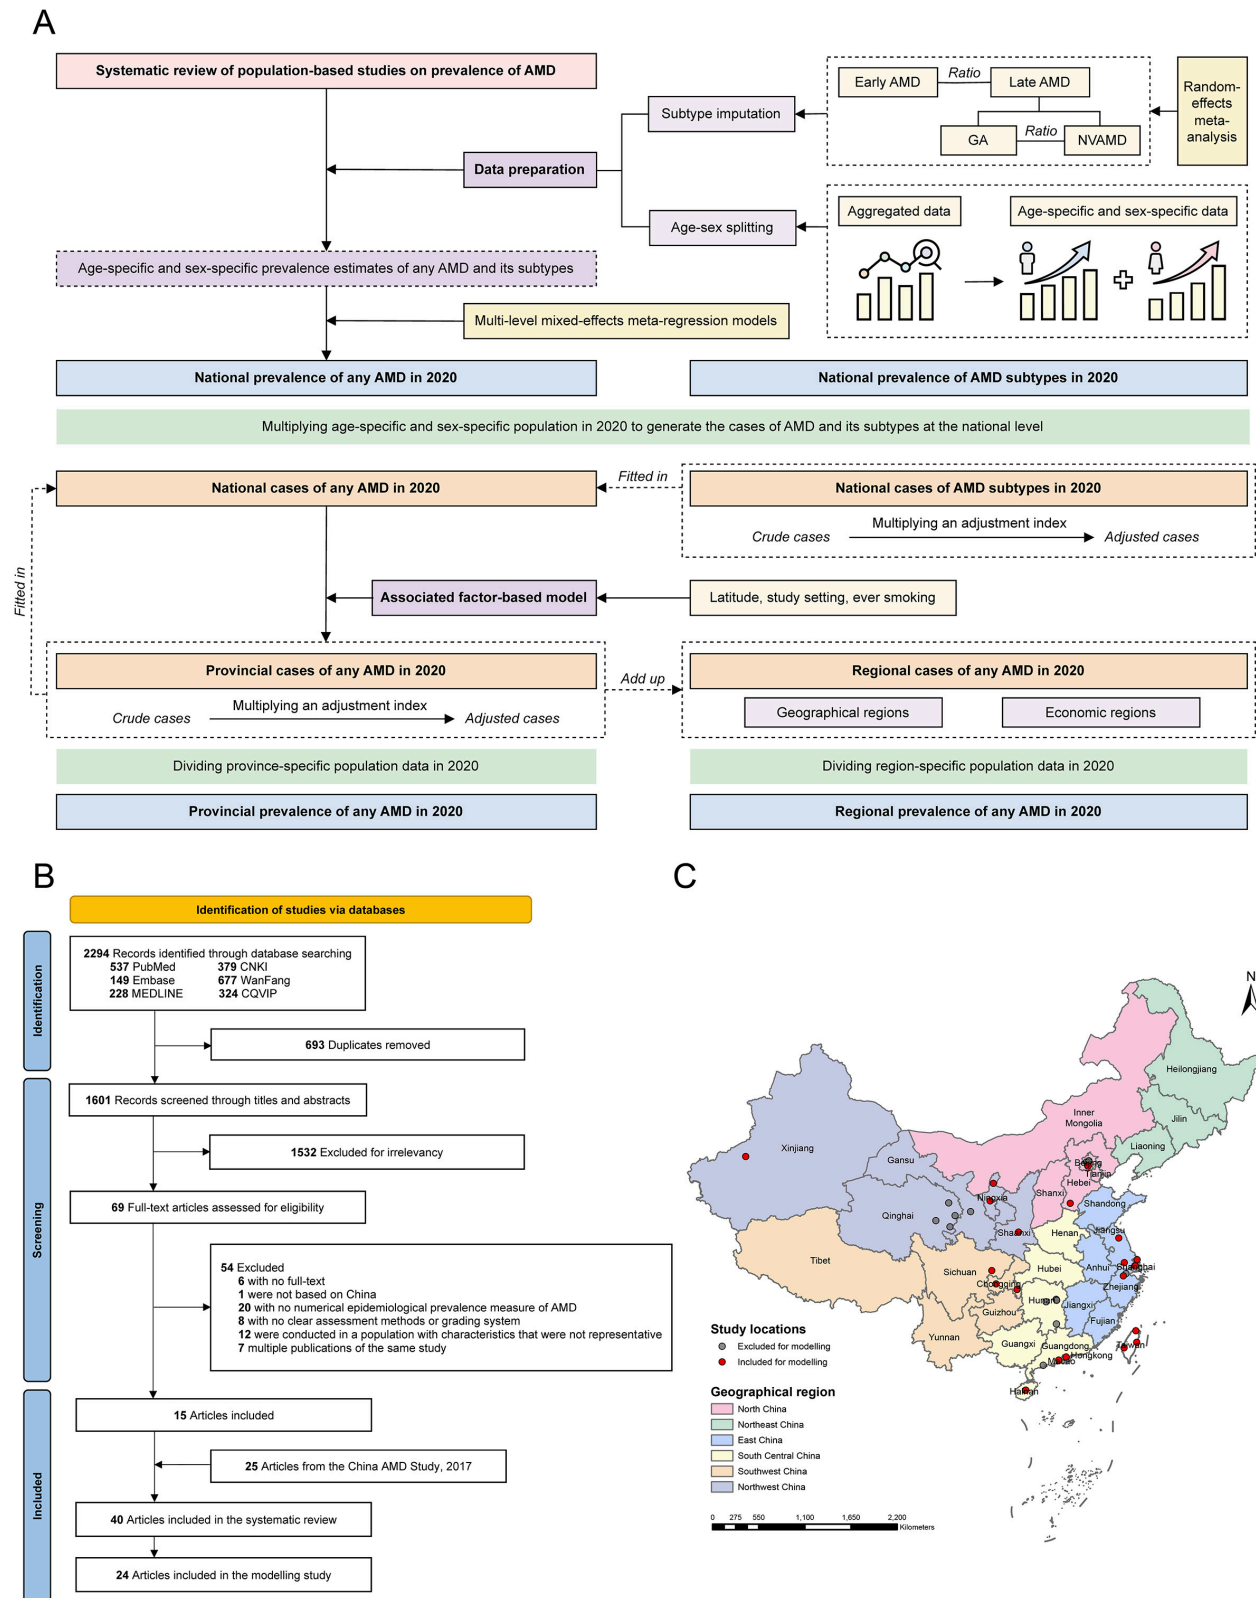 A
Systematic review of population-based studies on prevalence of AMD
Data preparation
Subtype imputation
Early AMD
Ratio
Late AMD
GA
Ratio
NVAMD
Random-
effects
meta-
analysis
Age-sex splitting
Aggregated data
Age-specific and sex-specific data
Age-specific and sex-specific prevalence estimates of any AMD and its subtypes
Multi-level mixed-effects meta-regression models
National prevalence of any AMD in 2020
National prevalence of AMD subtypes in 2020
Multiplying age-specific and sex-specific population in 2020 to generate the cases of AMD and its subtypes at the national level
National cases of any AMD in 2020
Fitted in
National cases of AMD subtypes in 2020
Crude cases
Multiplying an adjustment index
Adjusted cases
Fitted in
Associated factor-based model
Latitude, study setting, ever smoking
Provincial cases of any AMD in 2020
Crude cases
Multiplying an adjustment index
Adjusted cases
Add up
Regional cases of any AMD in 2020
Geographical regions
Economic regions
Dividing province-specific population data in 2020
Dividing region-specific population data in 2020
Provincial prevalence of any AMD in 2020
Regional prevalence of any AMD in 2020
B
Identification of studies via databases
Identification
2294 Records identified through database searching
537 PubMed 379 CNKI
149 Embase 677 WanFang
228 MEDLINE 324 CQVIP
693 Duplicates removed
Screening
1601 Records screened through titles and abstracts
1532 Excluded for irrelevancy
69 Full-text articles assessed for eligibility
54 Excluded
6 with no full-text
1 were not based on China
20 with no numerical epidemiological prevalence measure of AMD
8 with no clear assessment methods or grading system
12 were conducted in a population with characteristics that were not representative
7 multiple publications of the same study
Included
15 Articles included
25 Articles from the China AMD Study, 2017
40 Articles included in the systematic review
24 Articles included in the modelling study
C
N
Heilongjiang
Jilin
Liaoning
Inner
Mongolia
Xinjiang
Gansu
Beijing
Tianjin
Hebei
Shanxi
Ningxia
Shandong
Qinghai
Shaanxi
Henan
Jiangsu
Tibet
Sichuan
Hubei
Anhui
Shanghai
Chongqing
Zhejiang
Hunan
Jiangxi
Guizhou
Fujian
Yunnan
Guangxi
Guangdong
Taiwan
Hongkong
Macao
Hainan
Study locations
Excluded for modelling
Included for modelling
Geographical region
North China
Northeast China
East China
South Central China
Southwest China
Northwest China
0 275 550 1,100 1,650 2,200
Kilometers